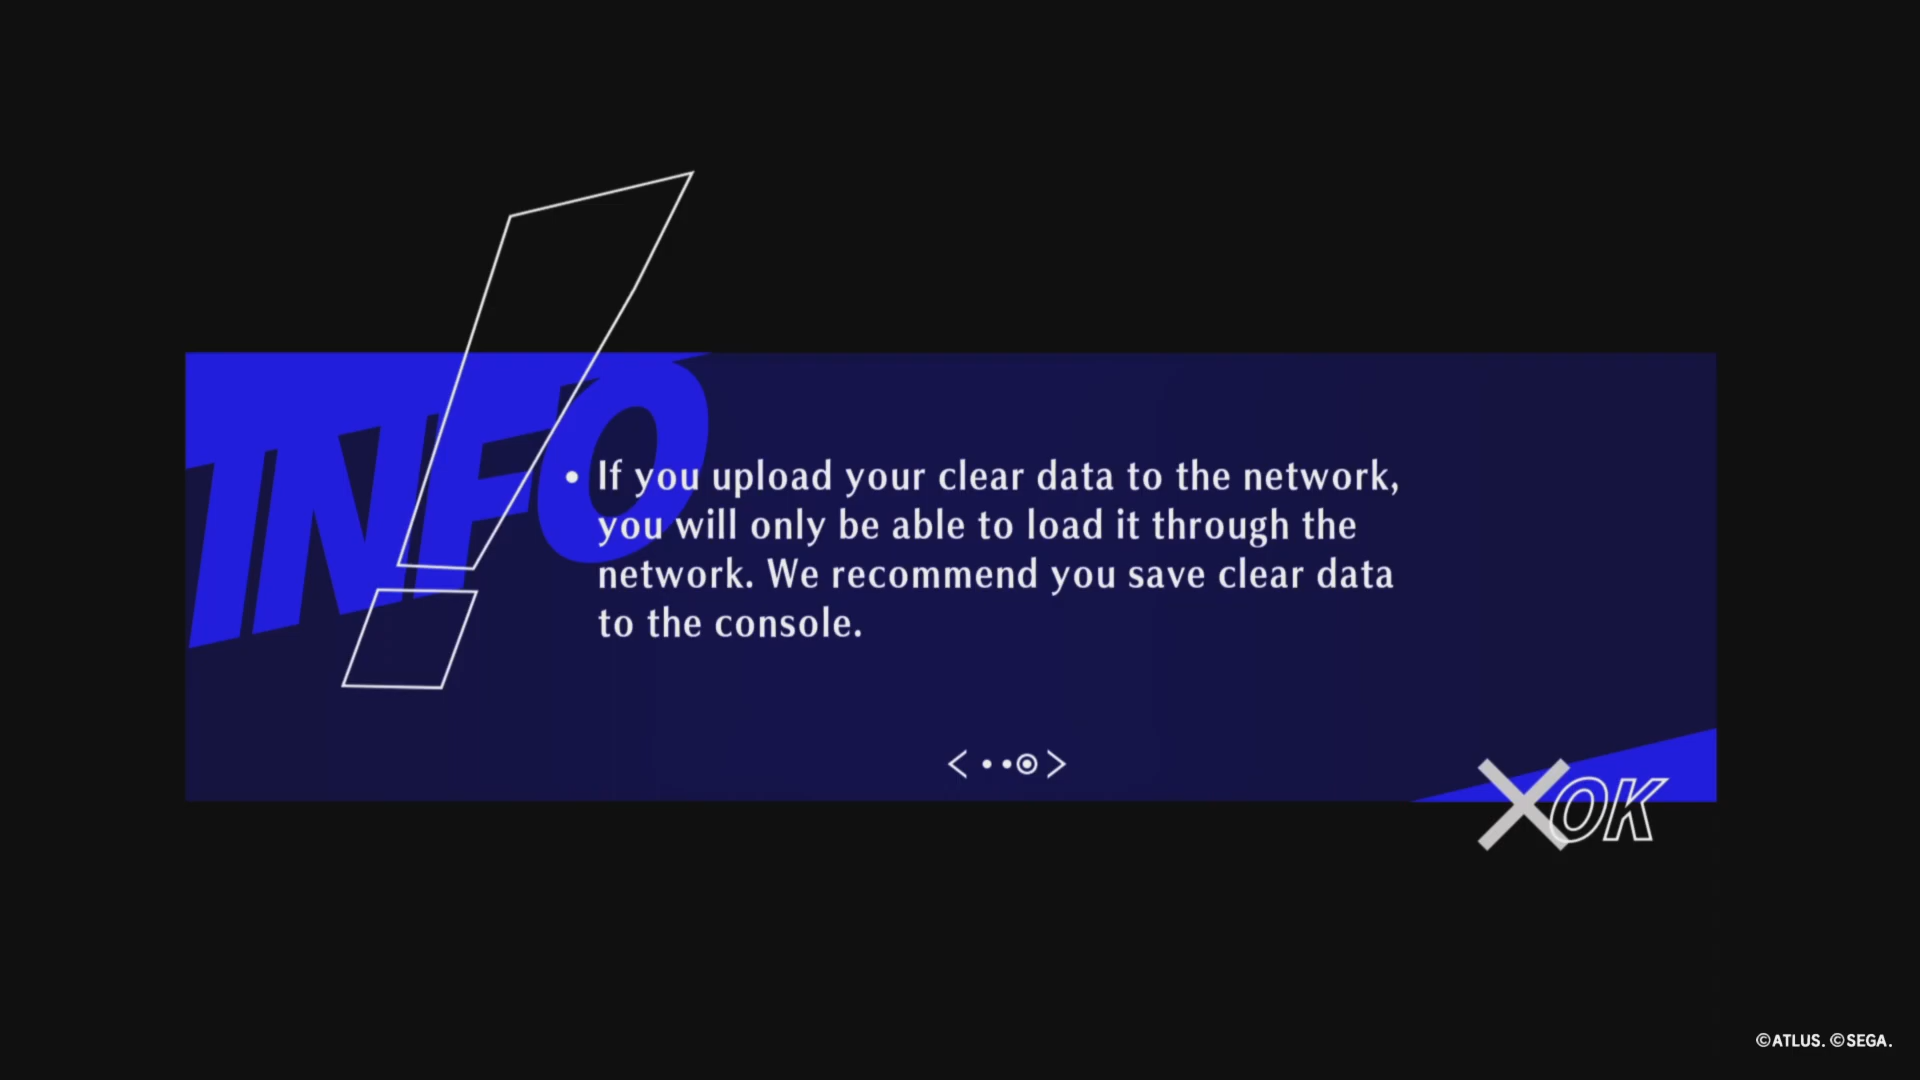 INFO
• If you upload your clear data to the network,
you will only be able to load it through the
network. We recommend you save clear data
to the console.
OK
©ATLUS. ©SEGA.